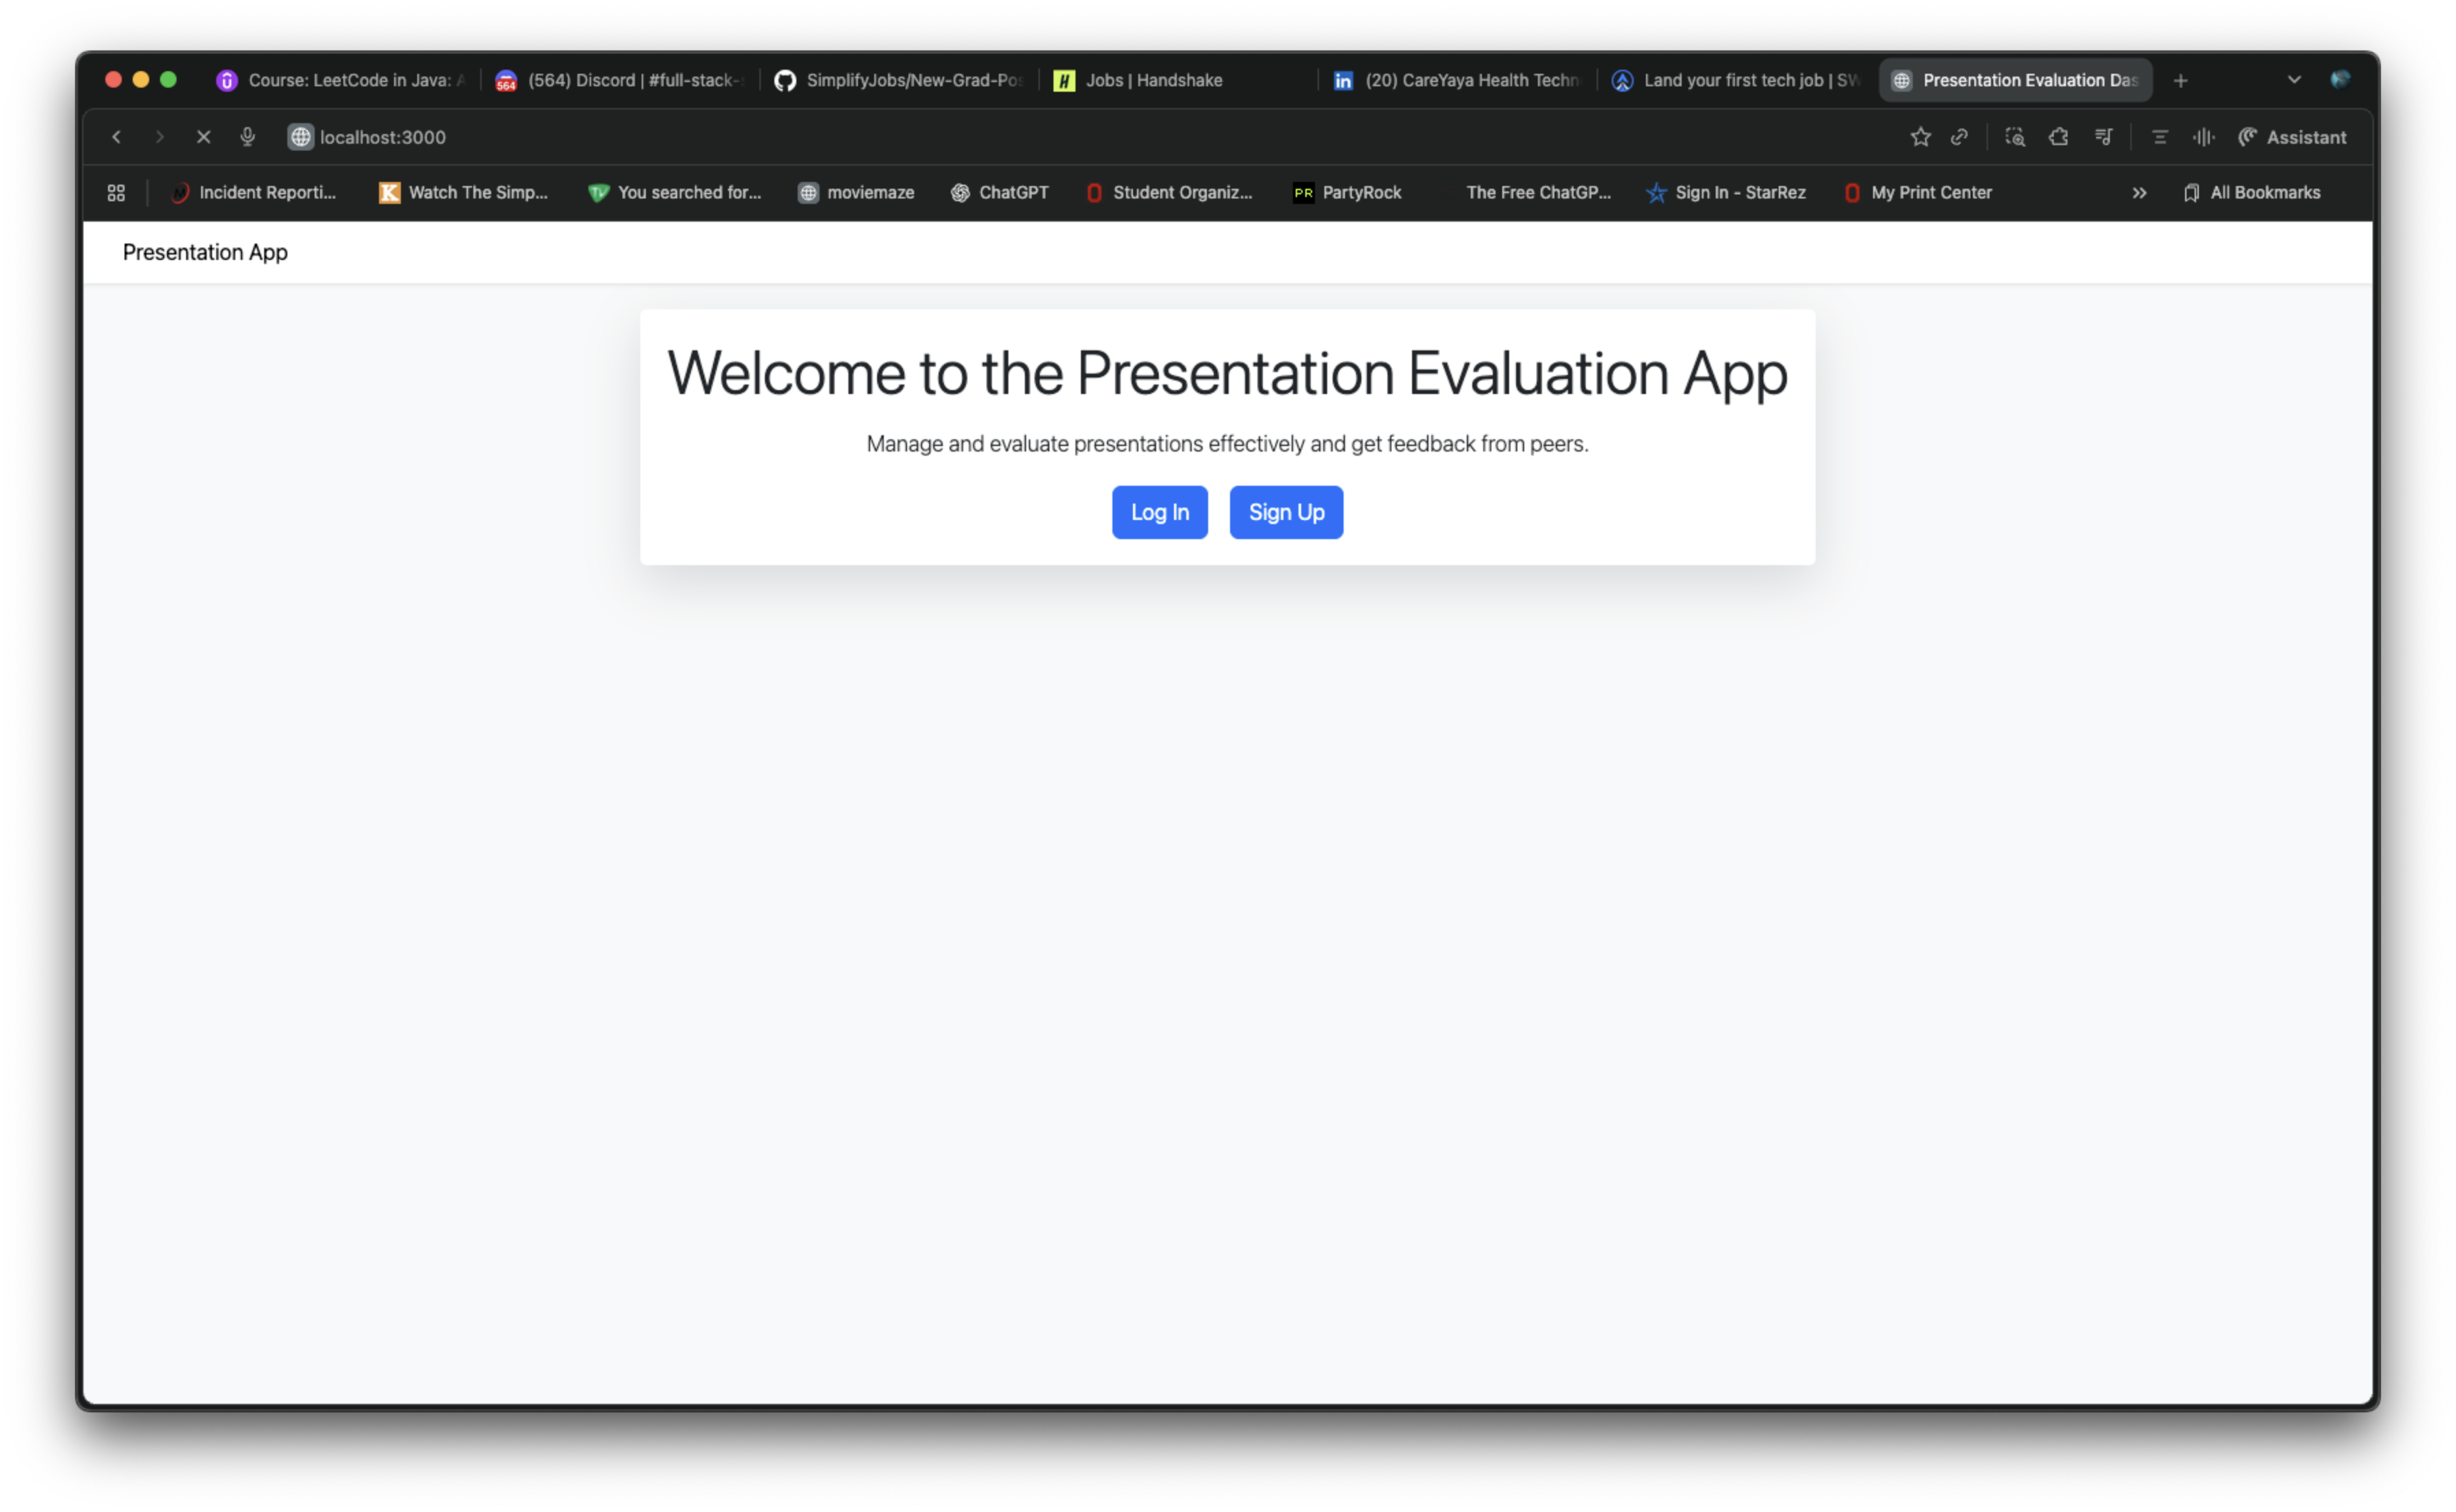 Course: LeetCode in Java: A
564
(564) Discord | #full-stack-
SimplifyJobs/New-Grad-Pos
H
Jobs | Handshake
in
(20) CareYaya Health Techn
Land your first tech job | SW
Presentation Evaluation Das
localhost:3000
Assistant
Incident Reporti...
K
Watch The Simp...
You searched for...
moviemaze
ChatGPT
Student Organiz...
PR
PartyRock
The Free ChatGP...
Sign In - StarRez
My Print Center
All Bookmarks
Presentation App
Welcome to the Presentation Evaluation App
Manage and evaluate presentations effectively and get feedback from peers.
Log In
Sign Up